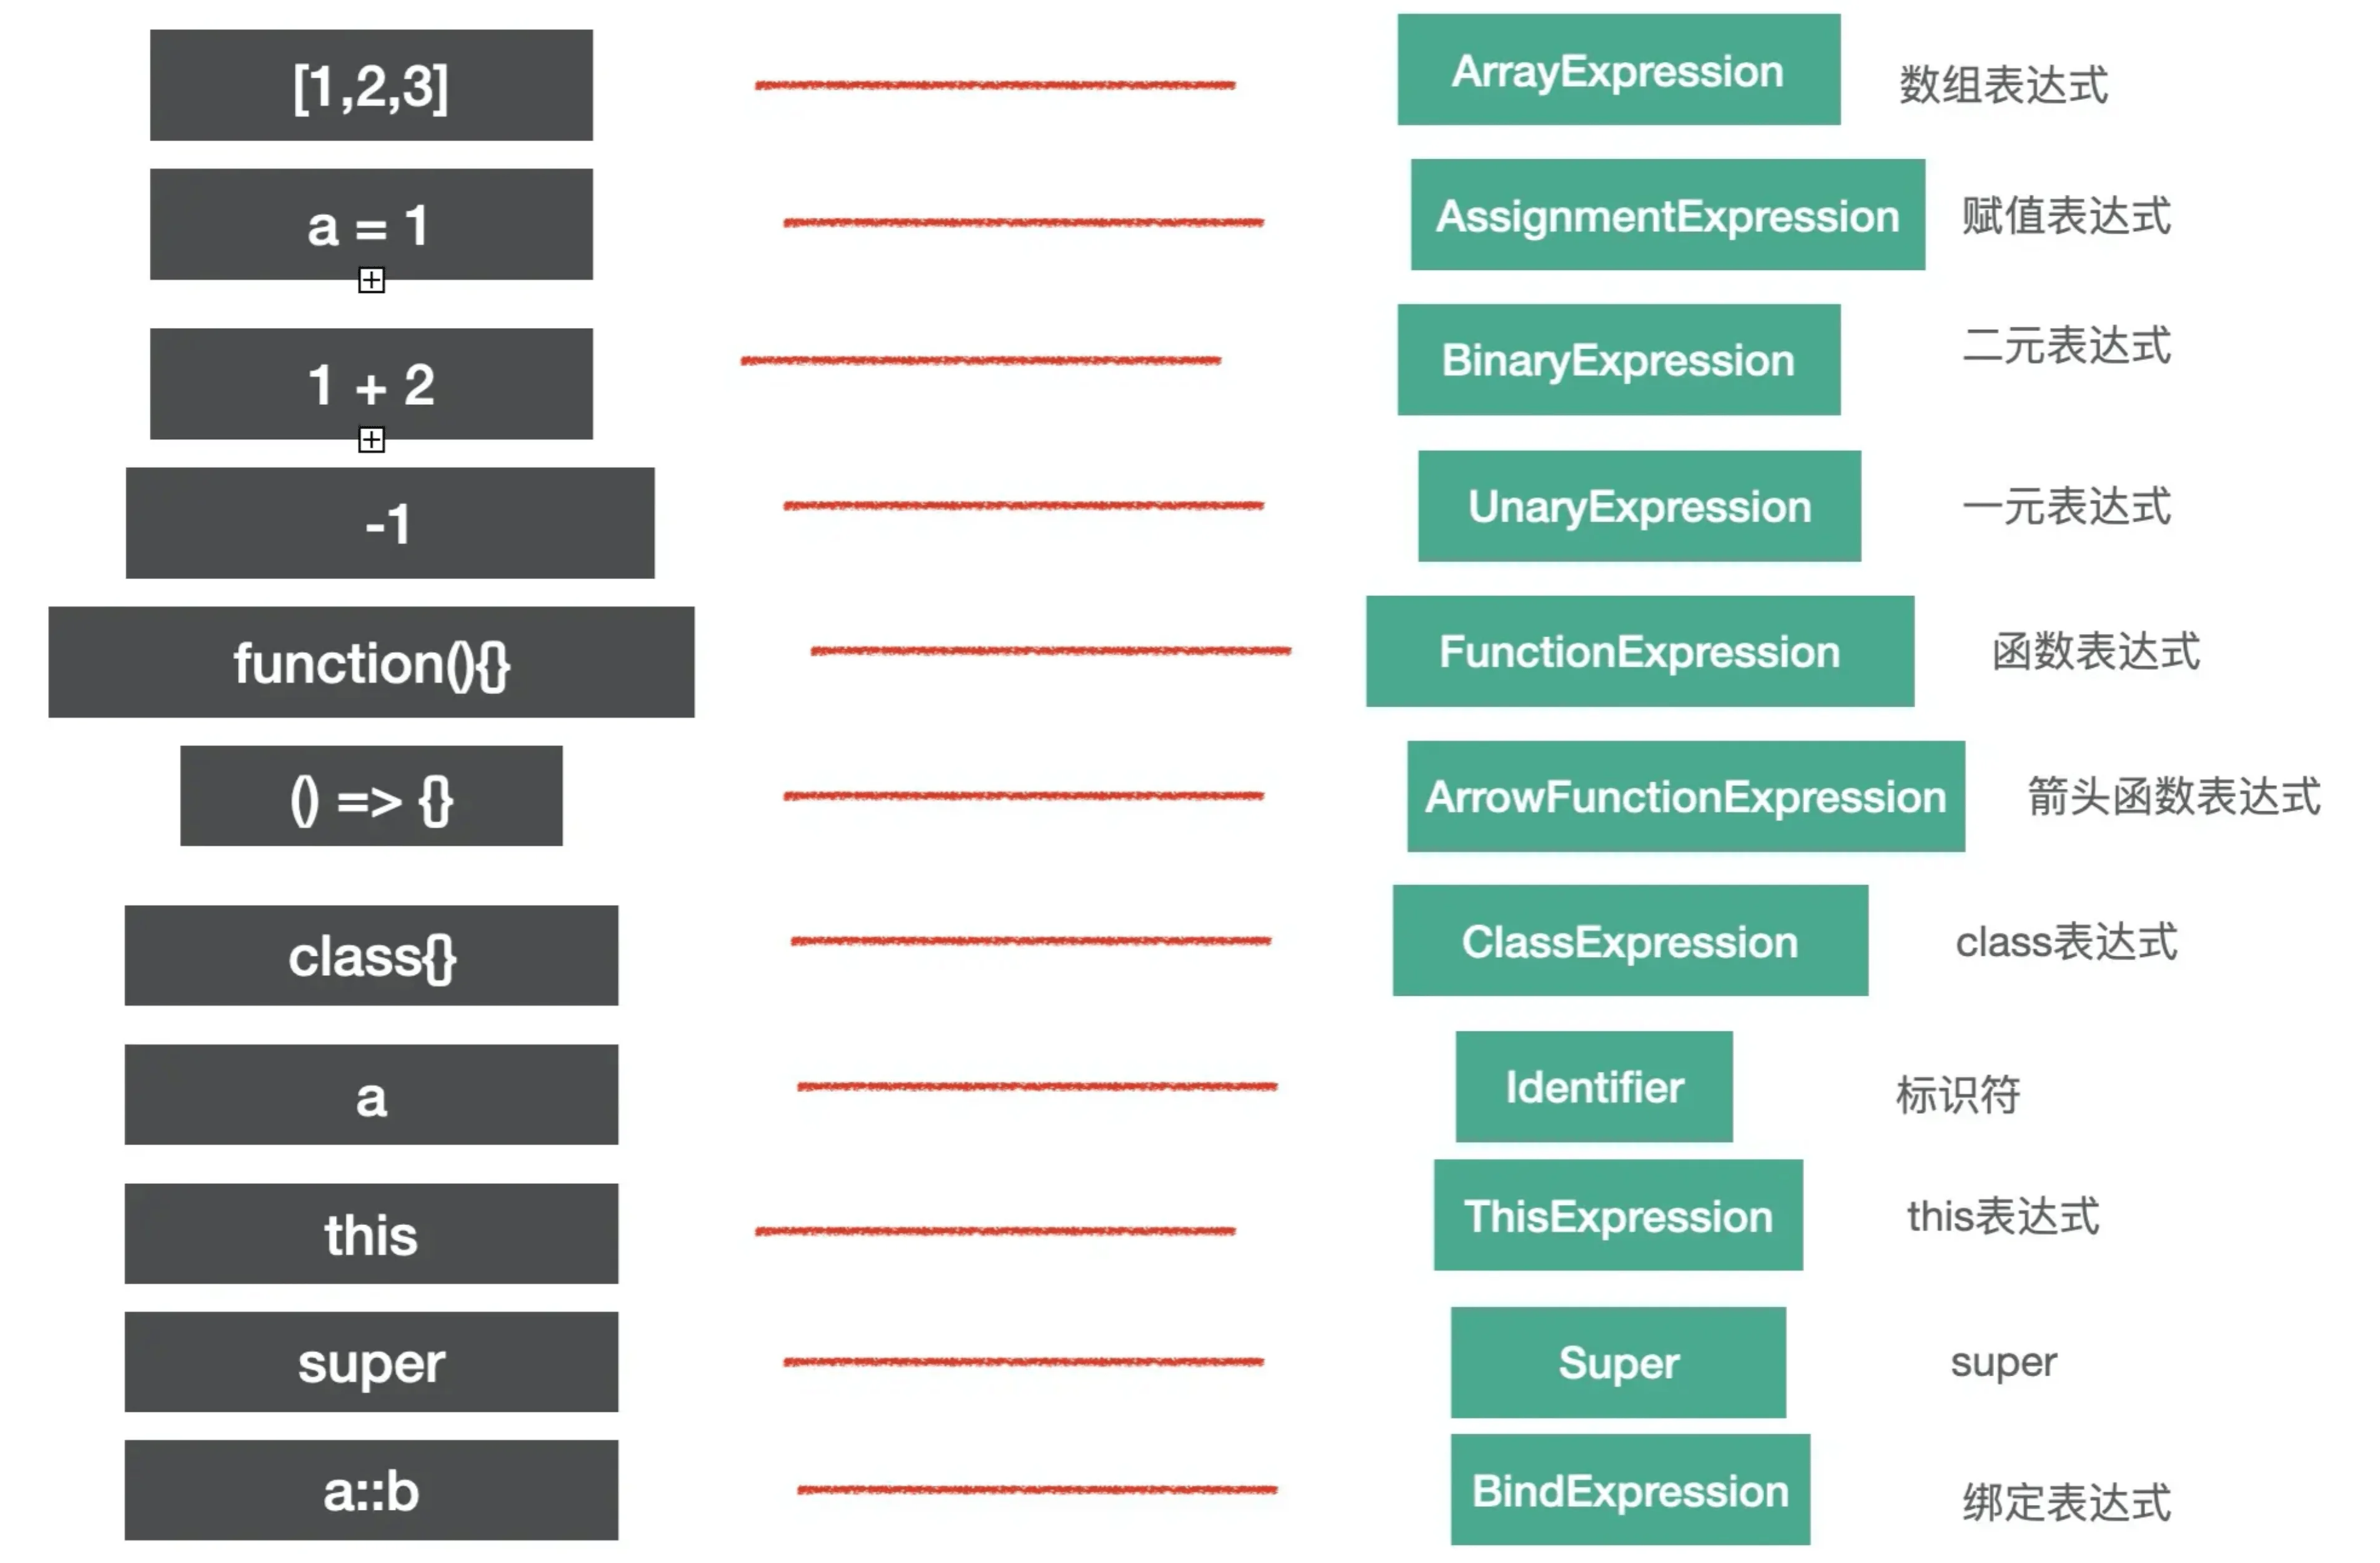 [1,2,3] ArrayExpression 数组表达式
a = 1 AssignmentExpression 赋值表达式
1 + 2 BinaryExpression 二元表达式
-1 UnaryExpression 一元表达式
function(){} FunctionExpression 函数表达式
() => {} ArrowFunctionExpression 箭头函数表达式
class{} ClassExpression class表达式
a Identifier 标识符
this ThisExpression this表达式
super Super super
a::b BindExpression 绑定表达式